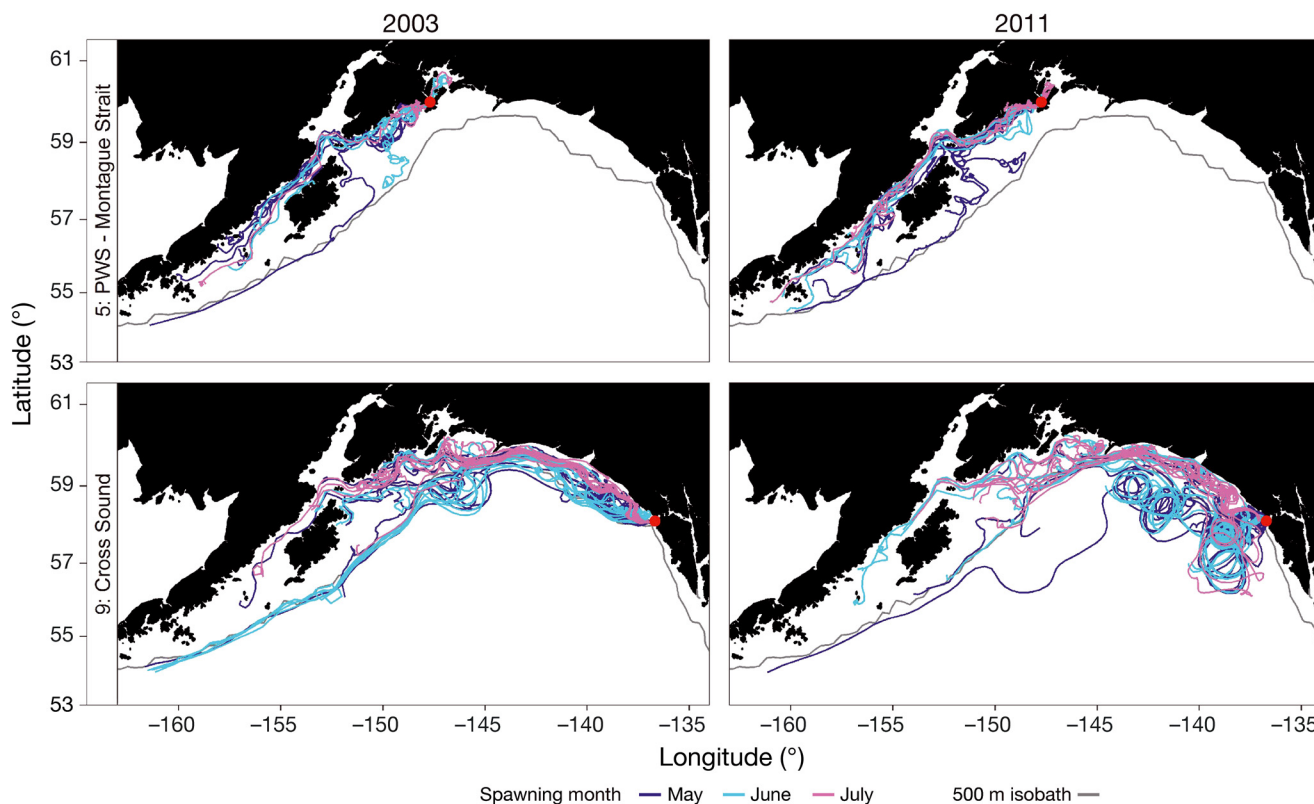 2003
2011
61
59
57
55
53
5: PWS - Montague Strait
61
59
57
55
53
9: Cross Sound
Latitude (°)
−160
−155
−150
−145
−140
−135
−160
−155
−150
−145
−140
−135
Longitude (°)
Spawning month
May
June
July
500 m isobath